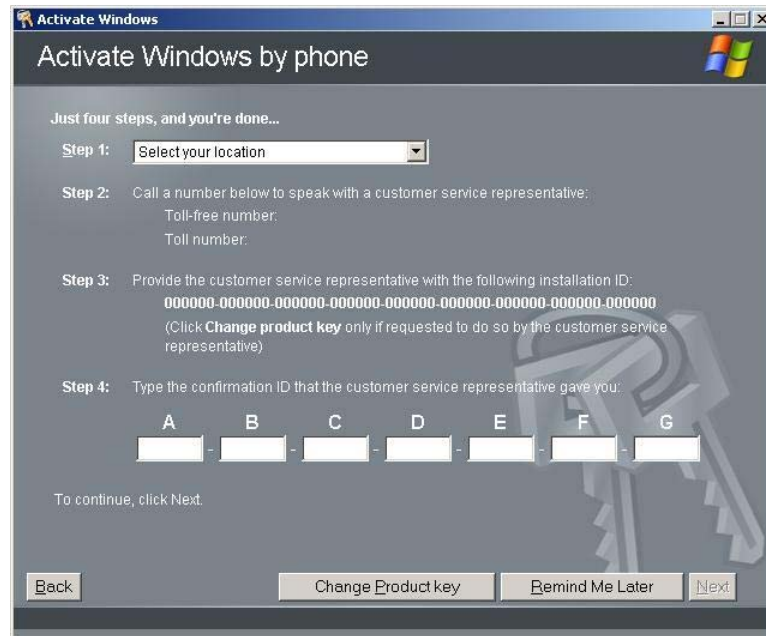 Activate Windows
Activate Windows by phone
Just four steps, and you're done...
Step 1: Select your location
Step 2: Call a number below to speak with a customer service representative:
Toll-free number:
Toll number:
Step 3: Provide the customer service representative with the following installation ID:
000000-000000-000000-000000-000000-000000-000000-000000-000000
(Click Change product key only if requested to do so by the customer service
representative)
Step 4: Type the confirmation ID that the customer service representative gave you:
A B C D E F G
- - - - - -
To continue, click Next.
Back Change Product key Remind Me Later Next